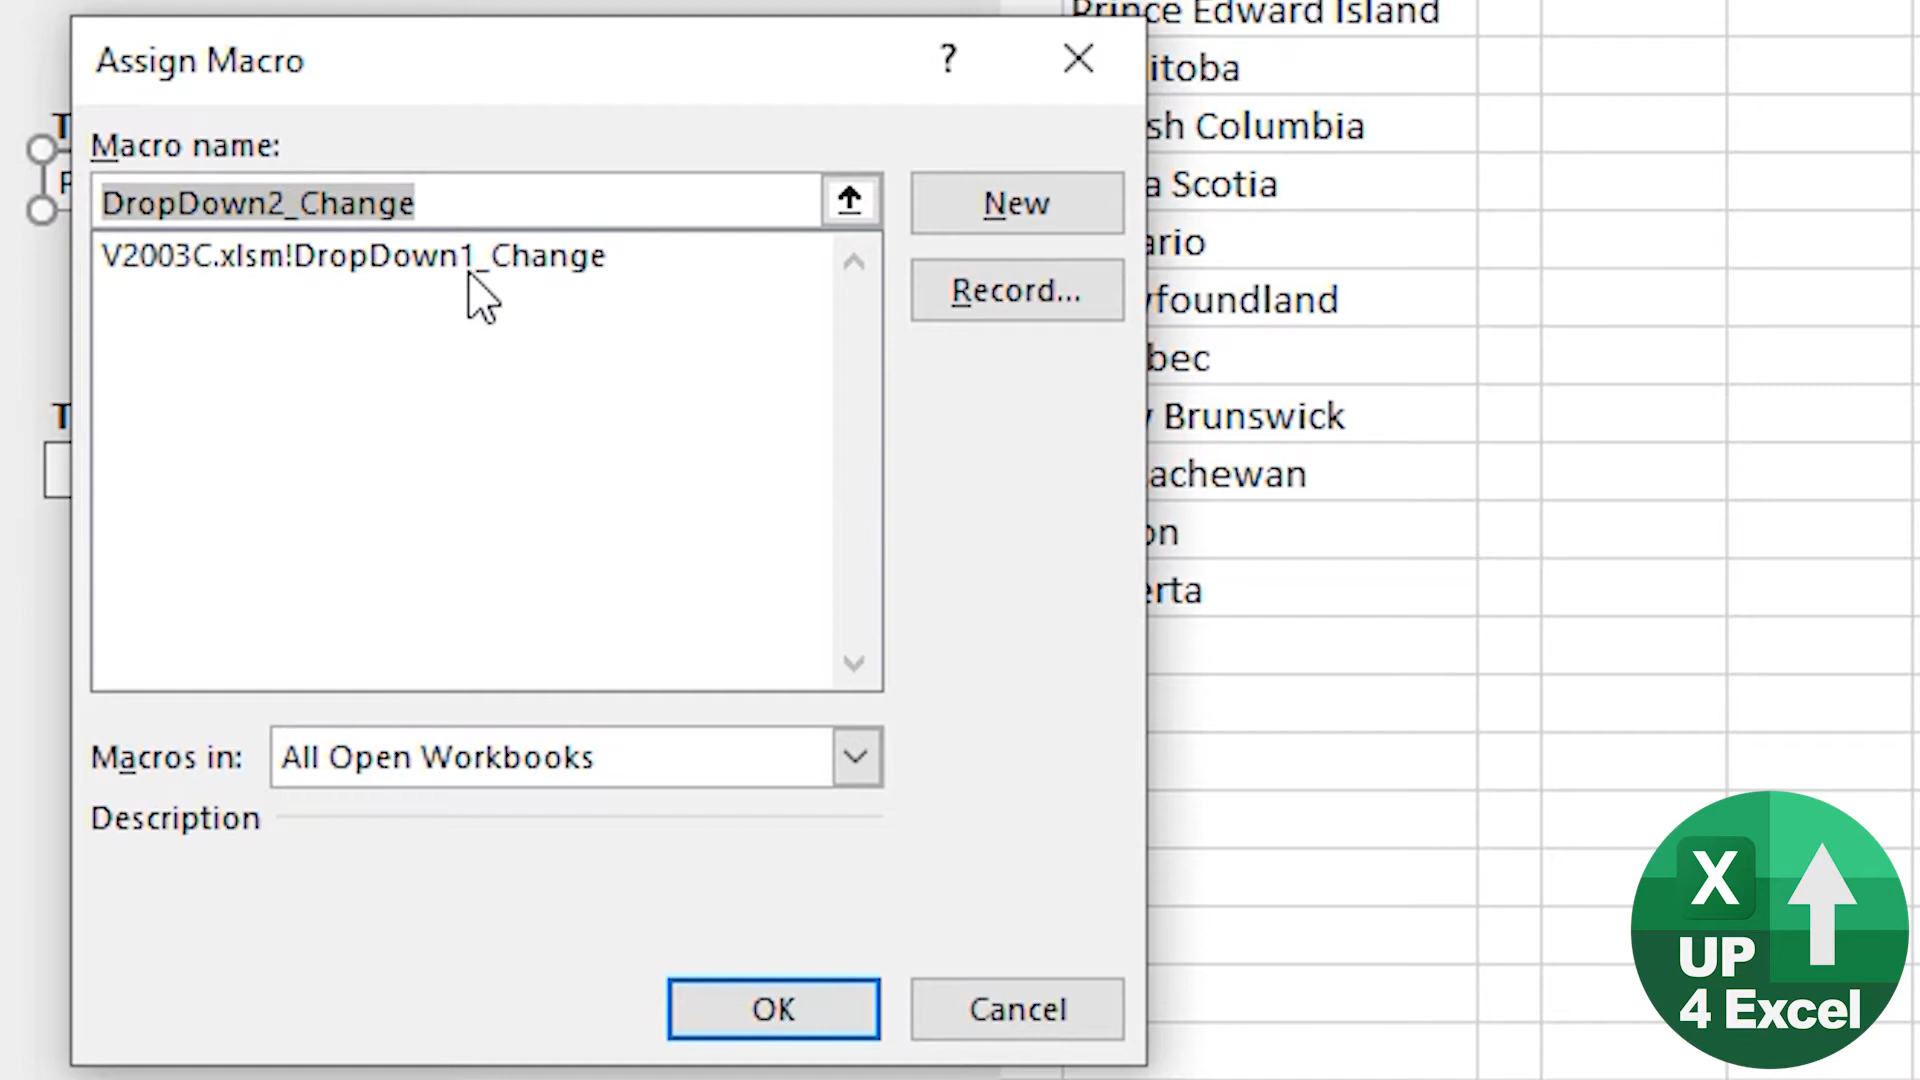 Prince Edward Island
Assign Macro
?
itoba
Macro name:
sh Columbia
DropDown2_Change
New
a Scotia
V2003C.xlsm!DropDown1_Change
ario
Record...
foundland
bec
Brunswick
achewan
on
erta
Macros in:
All Open Workbooks
Description
OK
Cancel
X
UP
4 Excel